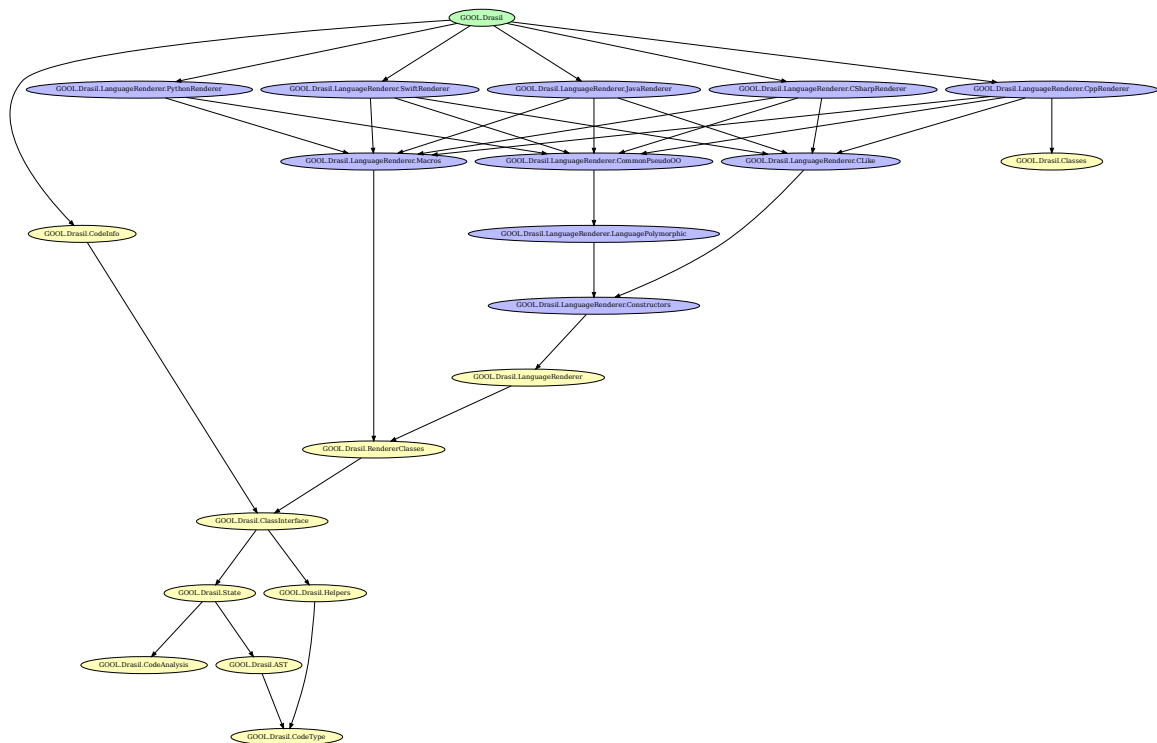 GOOL.Drasil
GOOL.Drasil.LanguageRenderer.PythonRenderer
GOOL.Drasil.LanguageRenderer.SwiftRenderer
GOOL.Drasil.LanguageRenderer.JavaRenderer
GOOL.Drasil.LanguageRenderer.CSharpRenderer
GOOL.Drasil.LanguageRenderer.CppRenderer
GOOL.Drasil.LanguageRenderer.Macros
GOOL.Drasil.LanguageRenderer.CommonPseudoOO
GOOL.Drasil.LanguageRenderer.CLike
GOOL.Drasil.Classes
GOOL.Drasil.CodeInfo
GOOL.Drasil.LanguageRenderer.LanguagePolymorphic
GOOL.Drasil.LanguageRenderer.Constructors
GOOL.Drasil.LanguageRenderer
GOOL.Drasil.RendererClasses
GOOL.Drasil.ClassInterface
GOOL.Drasil.State
GOOL.Drasil.Helpers
GOOL.Drasil.CodeAnalysis
GOOL.Drasil.AST
GOOL.Drasil.CodeType